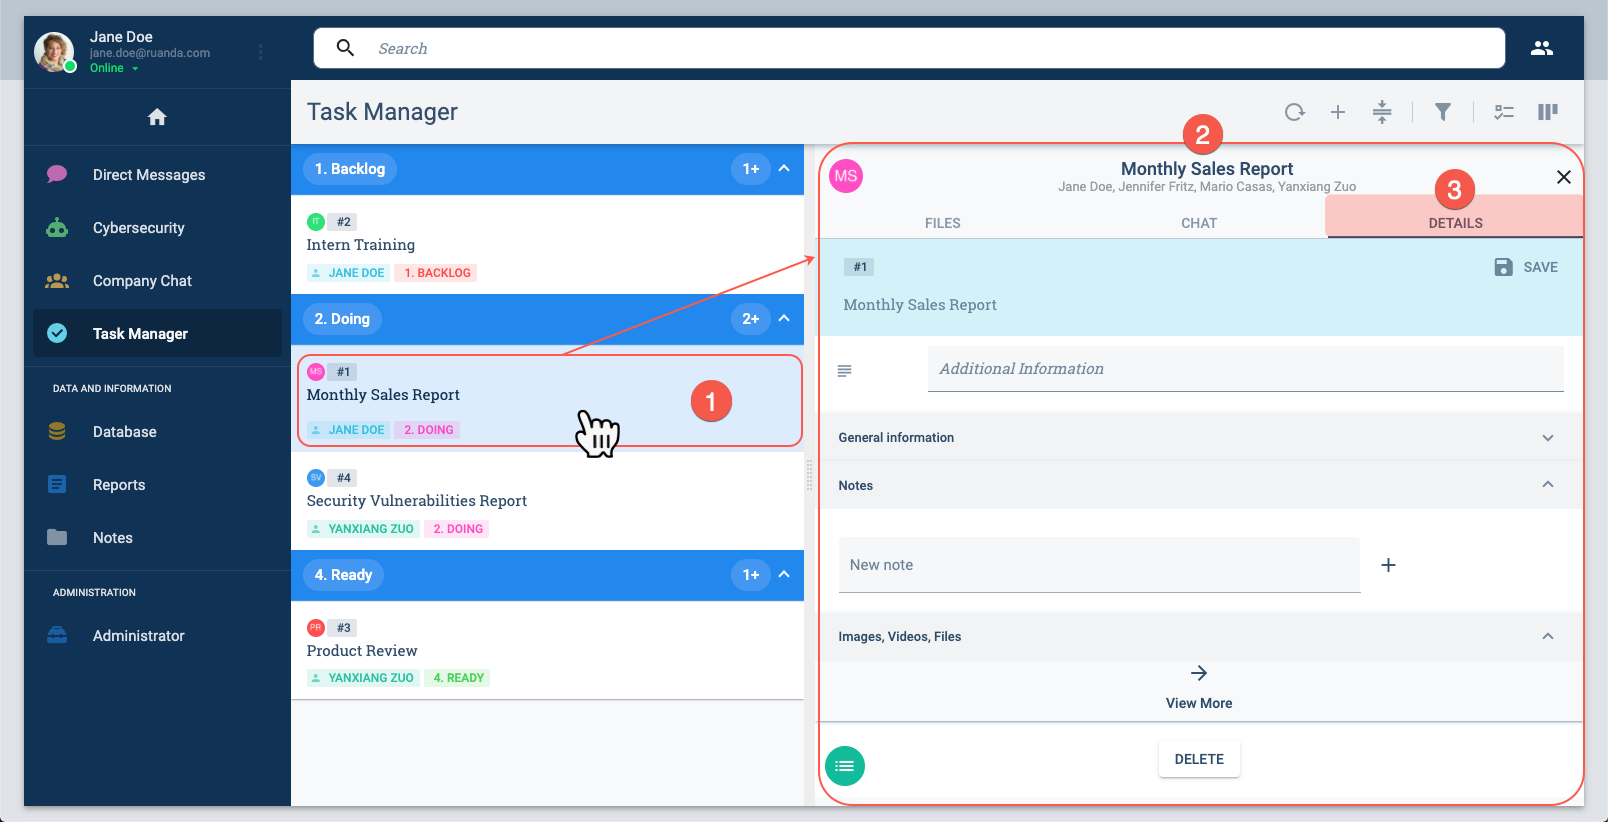 Jane Doe
jane.doe@ruanda.com
Online
Search
Direct Messages
Cybersecurity
Company Chat
Task Manager
DATA AND INFORMATION
Database
Reports
Notes
ADMINISTRATION
Administrator
Task Manager
1. Backlog 1+
IT #2
Intern Training
JANE DOE 1. BACKLOG
2. Doing 2+
MS #1
Monthly Sales Report
1
JANE DOE 2. DOING
SV #4
Security Vulnerabilities Report
YANXIANG ZUO 2. DOING
4. Ready 1+
PR #3
Product Review
YANXIANG ZUO 4. READY
2
MS
Monthly Sales Report
Jane Doe, Jennifer Fritz, Mario Casas, Yanxiang Zuo
3
FILES CHAT DETAILS
#1 SAVE
Monthly Sales Report
Additional Information
General information
Notes
New note
Images, Videos, Files
View More
DELETE